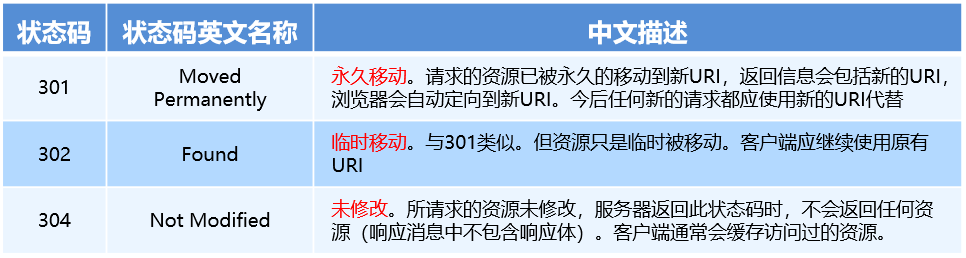 状态码 状态码英文名称 中文描述
301 Moved Permanently 永久移动。请求的资源已被永久的移动到新URI，返回信息会包括新的URI，
浏览器会自动定向到新URI。今后任何新的请求都应使用新的URI代替
302 Found 临时移动。与301类似。但资源只是临时被移动。客户端应继续使用原有
URI
304 Not Modified 未修改。所请求的资源未修改，服务器返回此状态码时，不会返回任何资
源（响应消息中不包含响应体）。客户端通常会缓存访问过的资源。